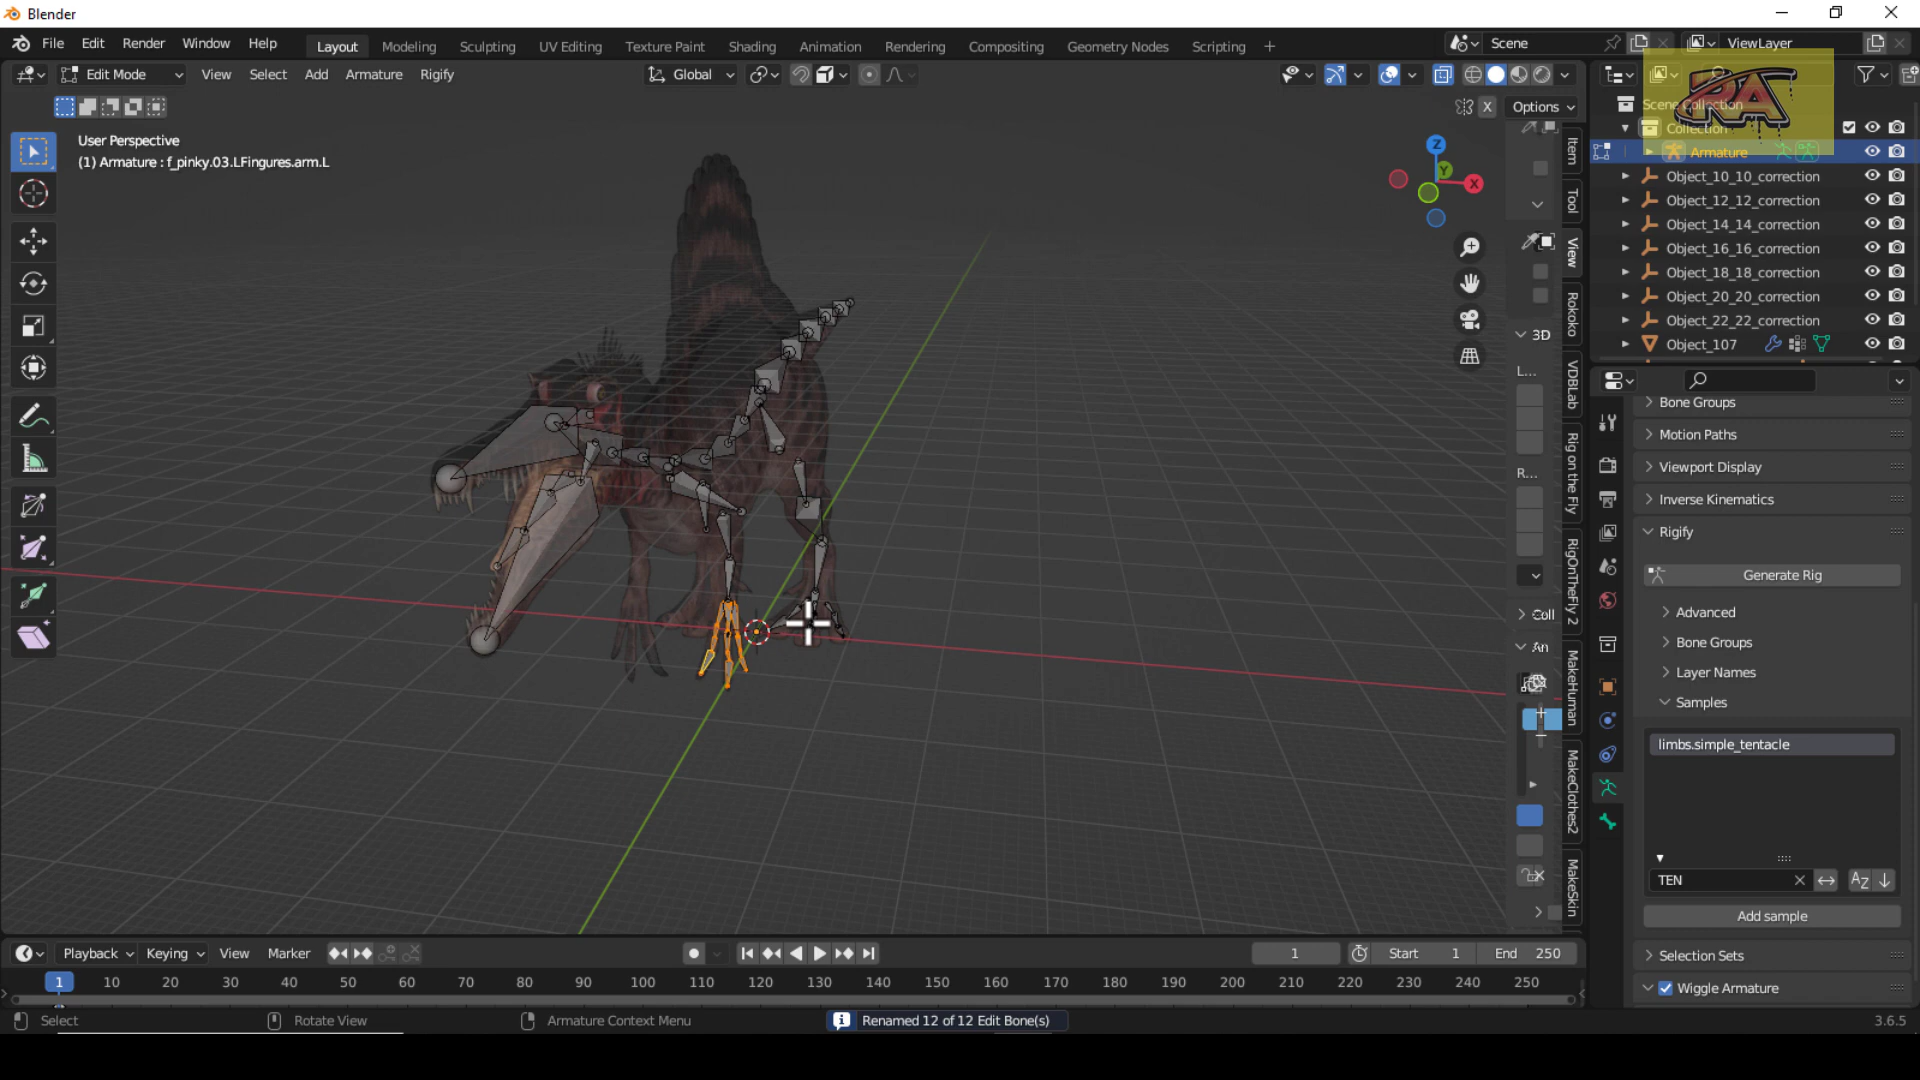 Blender
File Edit Render Window Help Layout Modeling Sculpting UV Editing Texture Paint Shading Animation Rendering Compositing Geometry Nodes Scripting + Scene ViewLayer
Edit Mode View Select Add Armature Rigify Global
X Options
User Perspective
(1) Armature : f_pinky.03.LFingures.arm.L
Z
Y
X
Item
Tool
View
Rokoko
VDBLab
Rig on the Fly
RigOnTheFly 2
MakeHuman
MakeClothes2
MakeSkin
3D
L...
R...
Coll
An
RA
Scene Collection
Collection
Armature
Object_10_10_correction
Object_12_12_correction
Object_14_14_correction
Object_16_16_correction
Object_18_18_correction
Object_20_20_correction
Object_22_22_correction
Object_107
Bone Groups
Motion Paths
Viewport Display
Inverse Kinematics
Rigify
Generate Rig
Advanced
Bone Groups
Layer Names
Samples
limbs.simple_tentacle
TEN
Add sample
Selection Sets
Wiggle Armature
Playback Keying View Marker 1 Start 1 End 250
1 10 20 30 40 50 60 70 80 90 100 110 120 130 140 150 160 170 180 190 200 210 220 230 240 250
Select Rotate View Armature Context Menu Renamed 12 of 12 Edit Bone(s) 3.6.5